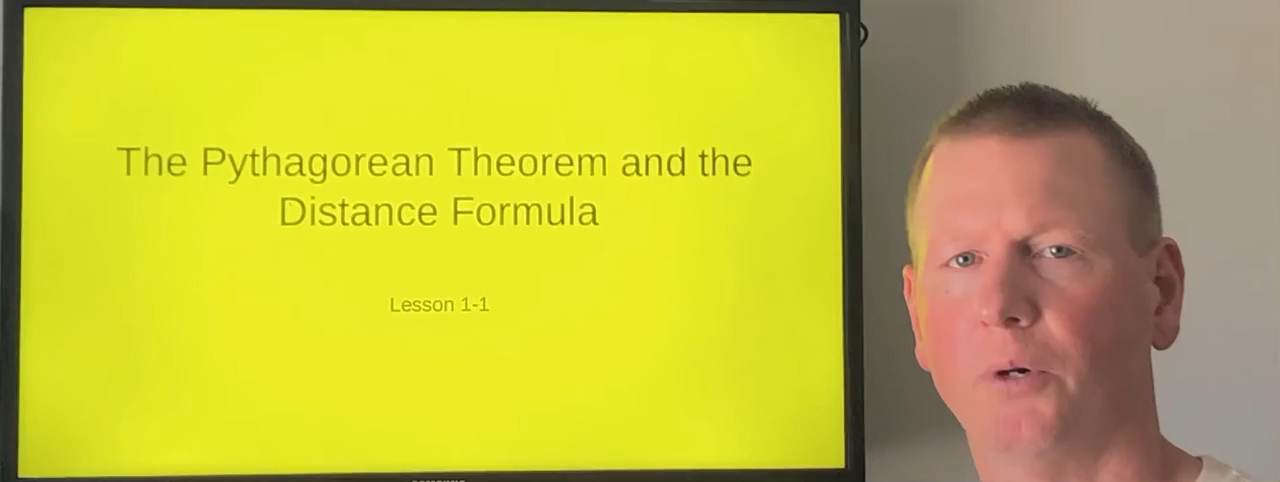 The Pythagorean Theorem and the
Distance Formula
Lesson 1-1